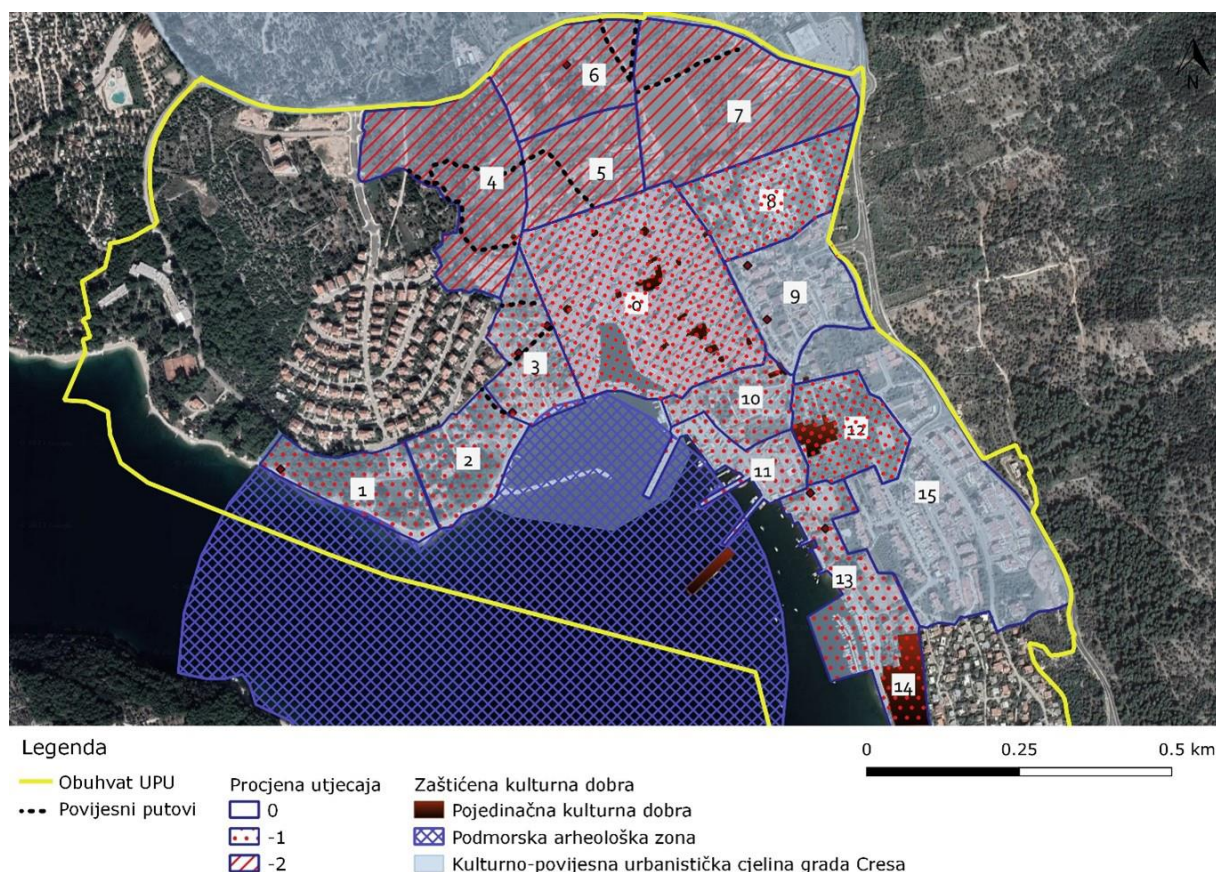 N
6
7
4
5
8
0
9
3
10
12
2
11
1
15
13
14
Legenda
Obuhvat UPU
Povijesni putovi
Procjena utjecaja
0
-1
-2
Zaštićena kulturna dobra
Pojedinačna kulturna dobra
Podmorska arheološka zona
Kulturno-povijesna urbanistička cjelina grada Cresa
0 0.25 0.5 km